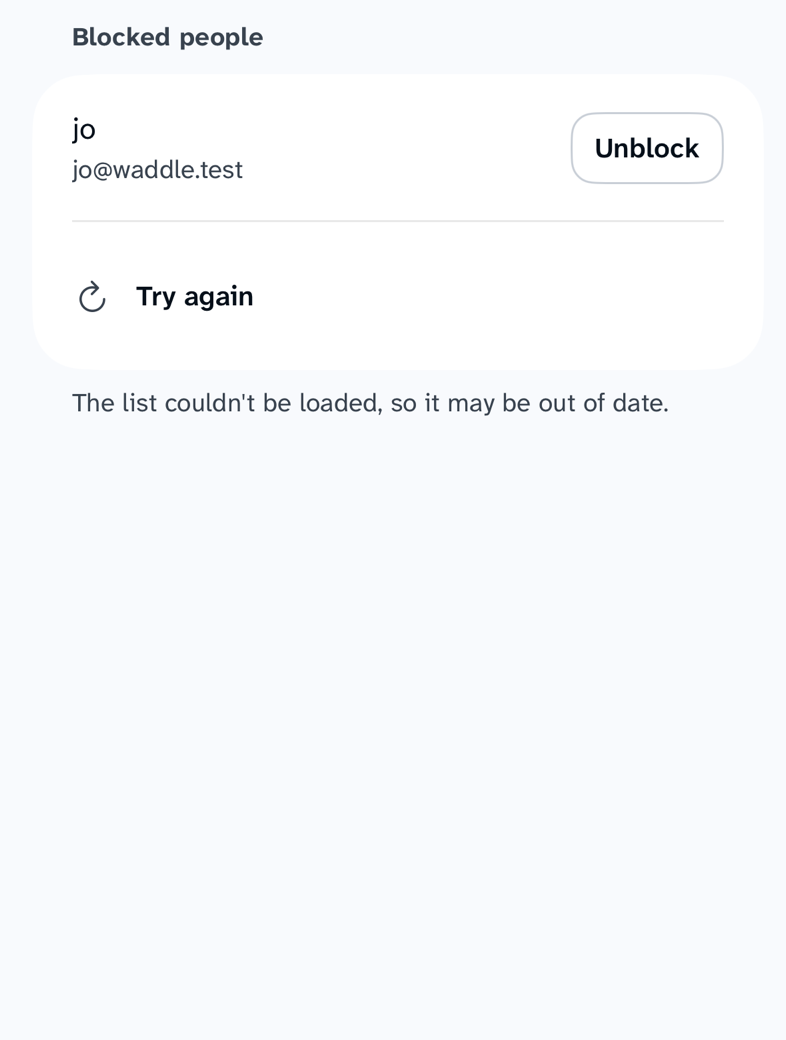 Blocked people
jo
jo@waddle.test
Unblock
Try again
The list couldn't be loaded, so it may be out of date.